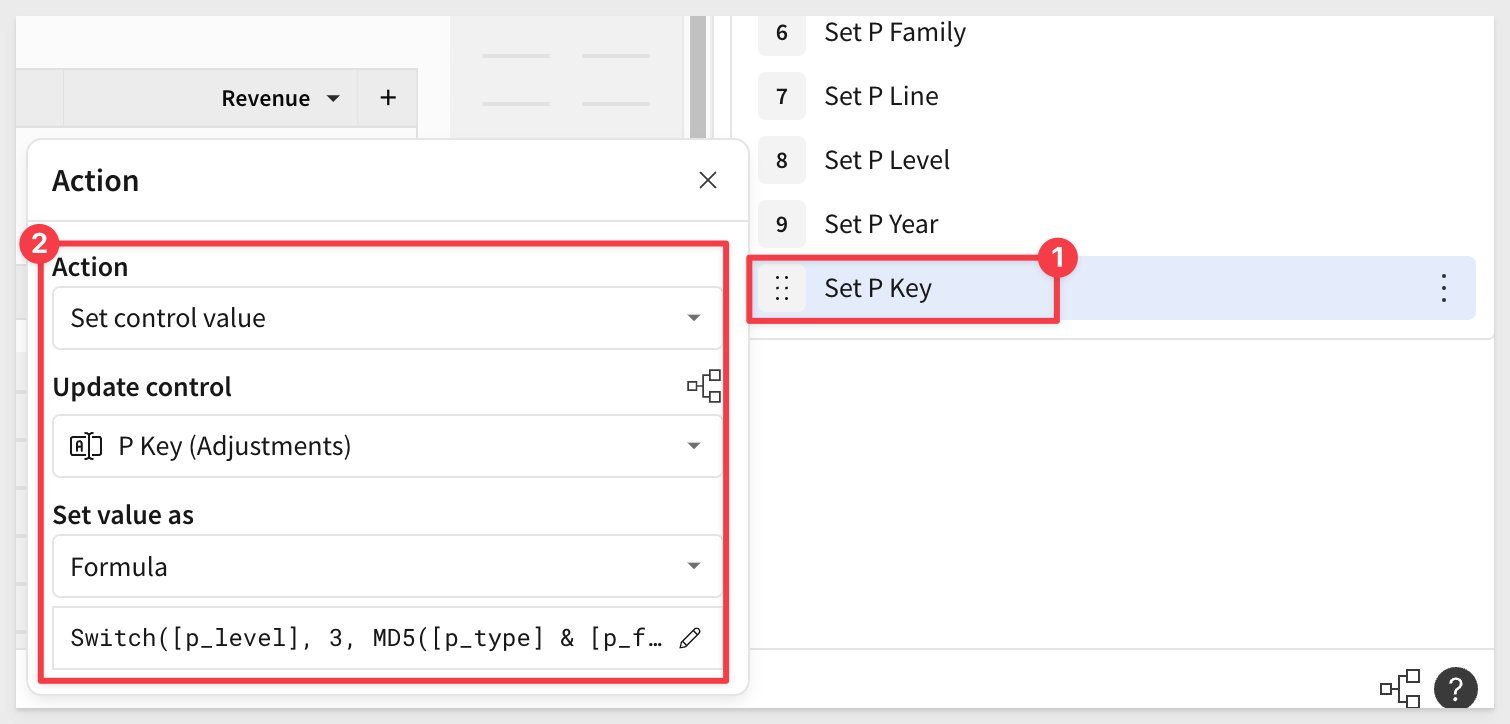 6 Set P Family
Revenue +
7 Set P Line
8 Set P Level
Action
9 Set P Year
2
1
Action
Set P Key
Set control value
Update control
A P Key (Adjustments)
Set value as
Formula
Switch([p_level], 3, MD5([p_type] & [p_f…
?